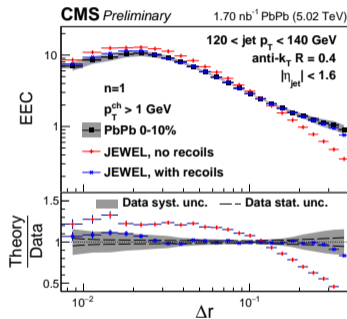 CMS Preliminary 1.70 nb⁻¹ PbPb (5.02 TeV)
120 < jet p_T < 140 GeV
anti-k_T R = 0.4
|η_jet| < 1.6
EEC
10
1
n=1
p_T^ch > 1 GeV
PbPb 0-10%
JEWEL, no recoils
JEWEL, with recoils
Data syst. unc. Data stat. unc.
Theory
Data
1.5
1.0
0.5
10⁻² 10⁻¹
Δr